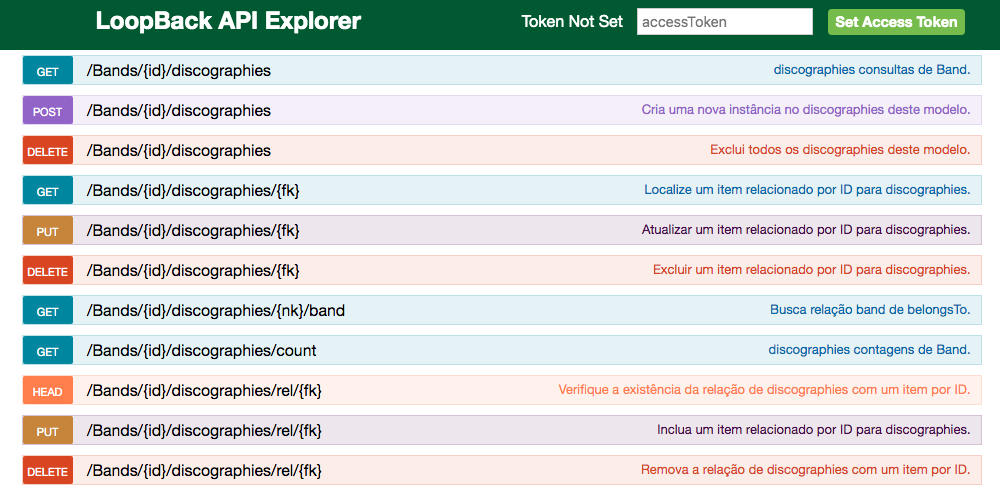 LoopBack API Explorer Token Not Set accessToken Set Access Token
GET /Bands/{id}/discographies discographies consultas de Band.
POST /Bands/{id}/discographies Cria uma nova instância no discographies deste modelo.
DELETE /Bands/{id}/discographies Exclui todos os discographies deste modelo.
GET /Bands/{id}/discographies/{fk} Localize um item relacionado por ID para discographies.
PUT /Bands/{id}/discographies/{fk} Atualizar um item relacionado por ID para discographies.
DELETE /Bands/{id}/discographies/{fk} Excluir um item relacionado por ID para discographies.
GET /Bands/{id}/discographies/{nk}/band Busca relação band de belongsTo.
GET /Bands/{id}/discographies/count discographies contagens de Band.
HEAD /Bands/{id}/discographies/rel/{fk} Verifique a existência da relação de discographies com um item por ID.
PUT /Bands/{id}/discographies/rel/{fk} Inclua um item relacionado por ID para discographies.
DELETE /Bands/{id}/discographies/rel/{fk} Remova a relação de discographies com um item por ID.